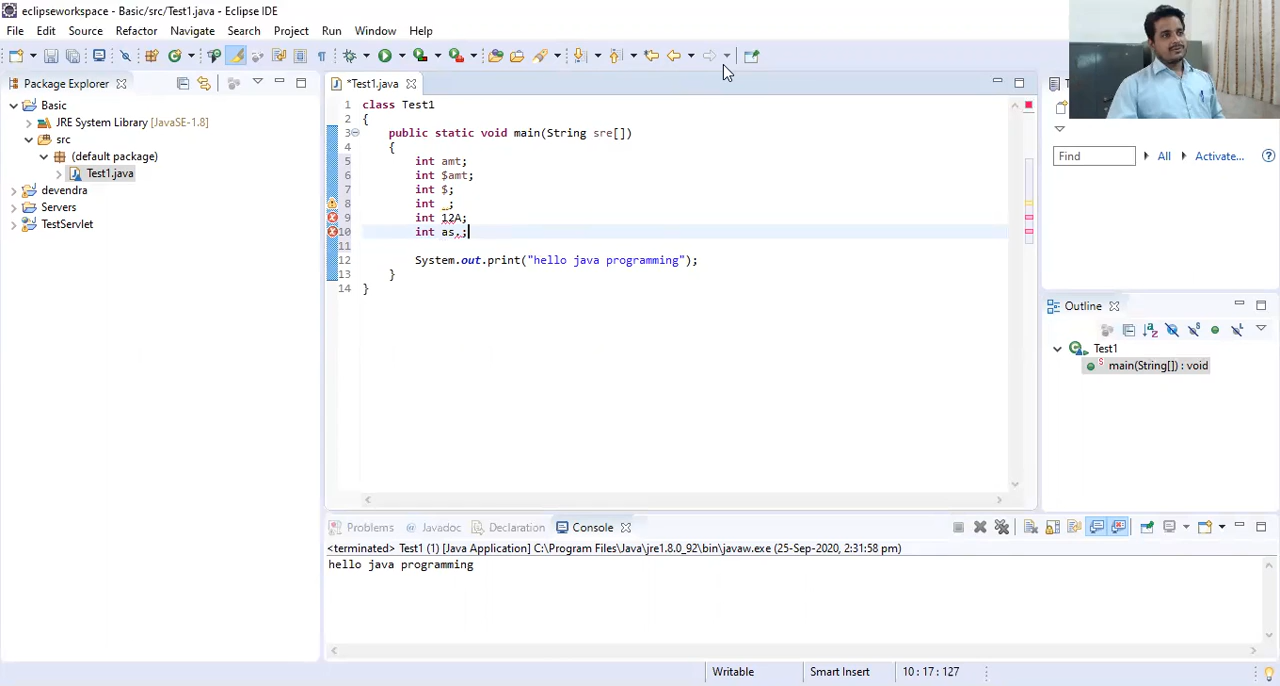 eclipseworkspace - Basic/src/Test1.java - Eclipse IDE
File Edit Source Refactor Navigate Search Project Run Window Help
Package Explorer
*Test1.java
Basic
JRE System Library [JavaSE-1.8]
src
(default package)
Test1.java
devendra
Servers
TestServlet
1 class Test1
2 {
3 public static void main(String sre[])
4 {
5 int amt;
6 int $amt;
7 int $;
8 int _;
9 int 12A;
10 int as,;
11
12 System.out.print("hello java programming");
13 }
14 }
Find All Activate...
Outline
Test1
main(String[]) : void
Problems Javadoc Declaration Console
<terminated> Test1 (1) [Java Application] C:\Program Files\Java\jre1.8.0_92\bin\javaw.exe (25-Sep-2020, 2:31:58 pm)
hello java programming
Writable Smart Insert 10 : 17 : 127